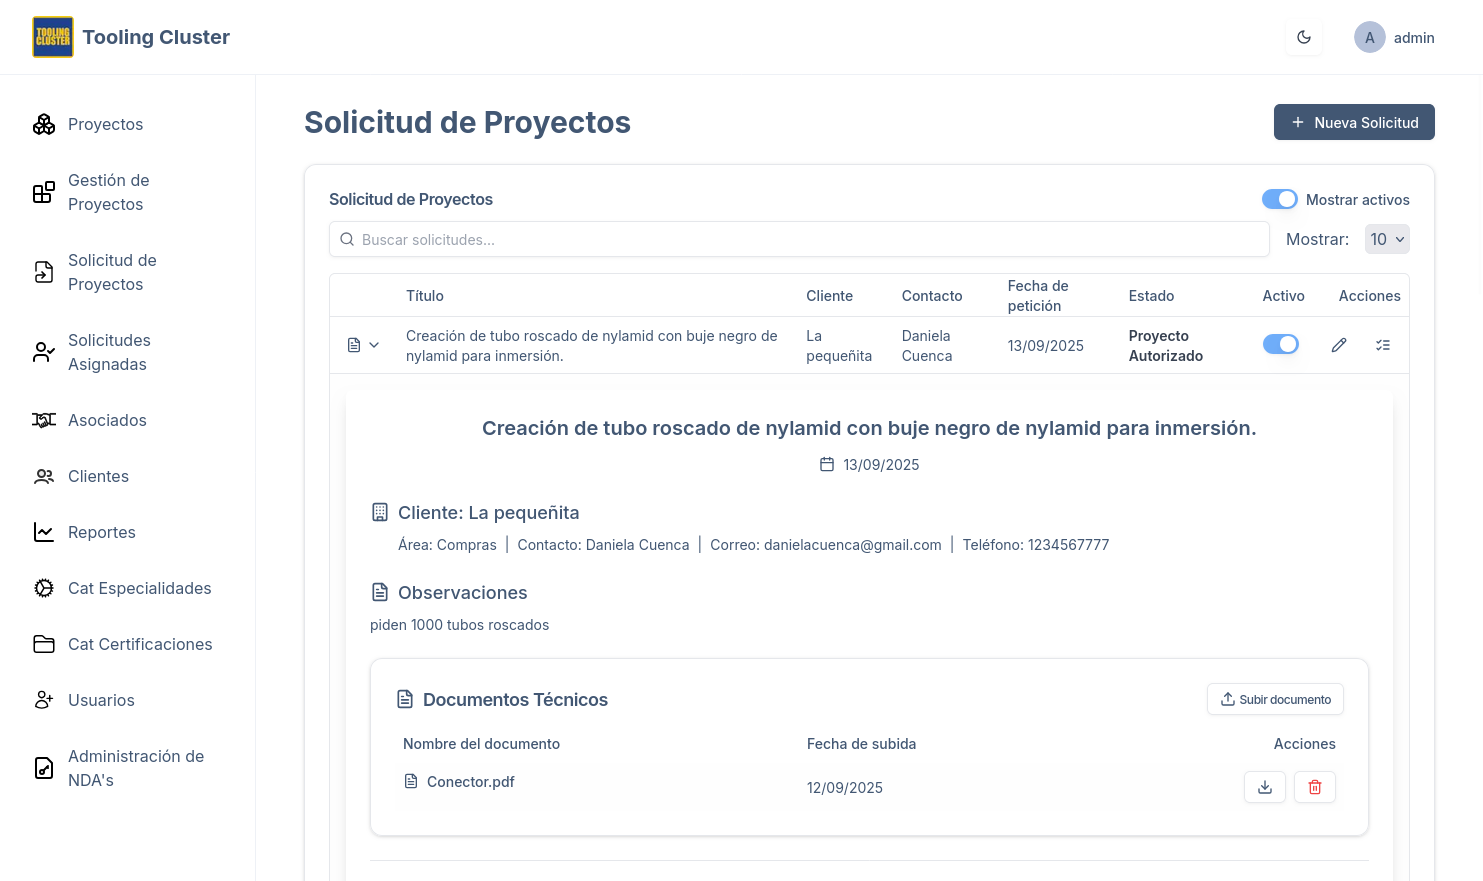 TOOLING
CLUSTER
Tooling Cluster
A
admin
Proyectos
Gestión de
Proyectos
Solicitud de
Proyectos
Solicitudes
Asignadas
Asociados
Clientes
Reportes
Cat Especialidades
Cat Certificaciones
Usuarios
Administración de
NDA's
Solicitud de Proyectos
Nueva Solicitud
Solicitud de Proyectos
Mostrar activos
Buscar solicitudes...
Mostrar:
10
Título
Cliente
Contacto
Fecha de
petición
Estado
Activo
Acciones
Creación de tubo roscado de nylamid con buje negro de
nylamid para inmersión.
La
pequeñita
Daniela
Cuenca
13/09/2025
Proyecto
Autorizado
Creación de tubo roscado de nylamid con buje negro de nylamid para inmersión.
13/09/2025
Cliente: La pequeñita
Área: Compras | Contacto: Daniela Cuenca | Correo: danielacuenca@gmail.com | Teléfono: 1234567777
Observaciones
piden 1000 tubos roscados
Documentos Técnicos
Subir documento
Nombre del documento
Fecha de subida
Acciones
Conector.pdf
12/09/2025